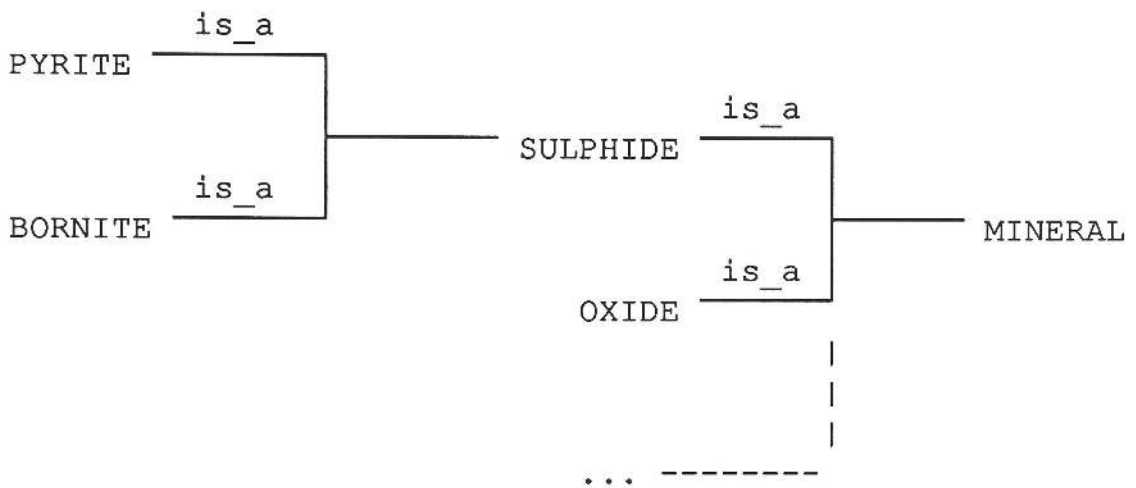 is_a
PYRITE
is_a
SULPHIDE
is_a
BORNITE
MINERAL
is_a
OXIDE
...